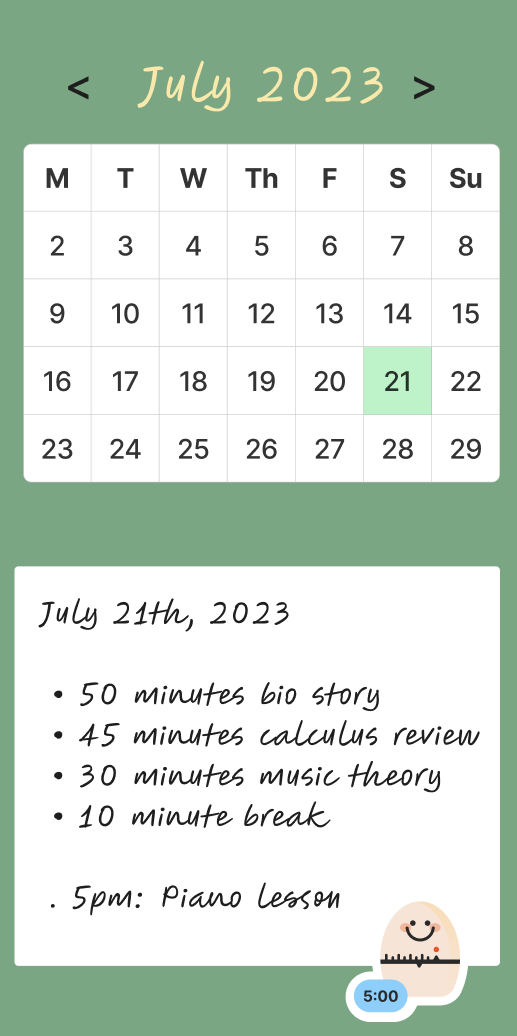 < July 2023 >
M T W Th F S Su
2 3 4 5 6 7 8
9 10 11 12 13 14 15
16 17 18 19 20 21 22
23 24 25 26 27 28 29
July 21th, 2023
• 50 minutes bio story
• 45 minutes calculus review
• 30 minutes music theory
• 10 minute break
. 5pm: Piano lesson
5:00